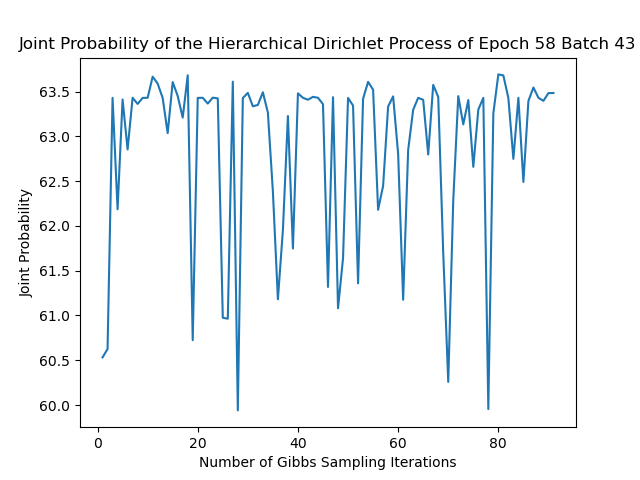 Joint Probability of the Hierarchical Dirichlet Process of Epoch 58 Batch 43
63.5
63.0
62.5
62.0
61.5
61.0
60.5
60.0
Joint Probability
0 20 40 60 80
Number of Gibbs Sampling Iterations